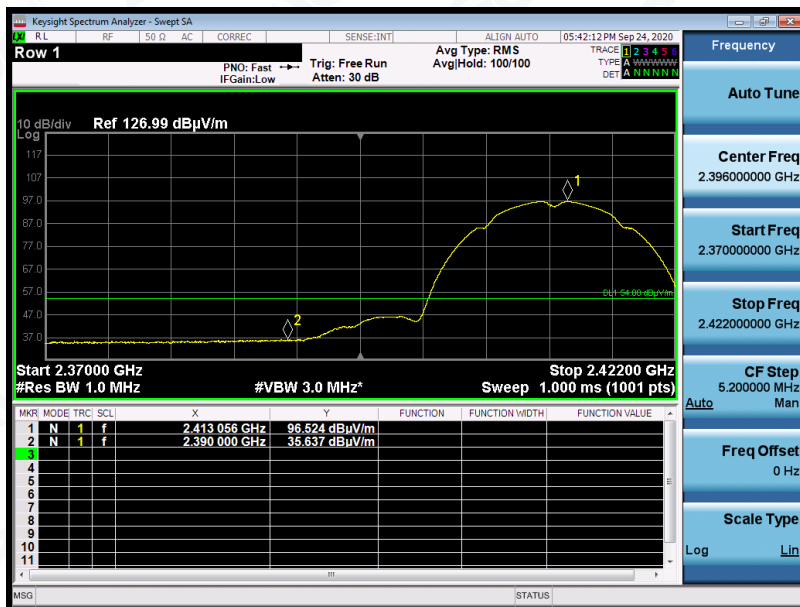 Keysight Spectrum Analyzer - Swept SA
LXI RL RF 50 Ω AC CORREC SENSE:INT ALIGN AUTO 05:42:12 PM Sep 24, 2020
Row 1
PNO: Fast
IFGain:Low
Trig: Free Run
Atten: 30 dB
Avg Type: RMS
Avg|Hold: 100/100
TRACE 1 2 3 4 5 6
TYPE A WWWWW
DET A N N N N N
10 dB/div Ref 126.99 dBµV/m
Log
117
107
97.0
87.0
77.0
67.0
57.0
47.0
37.0
1
2
DL1 54.00 dBµV/m
Start 2.37000 GHz Stop 2.42200 GHz
#Res BW 1.0 MHz #VBW 3.0 MHz* Sweep 1.000 ms (1001 pts)
MKR MODE TRC SCL X Y FUNCTION FUNCTION WIDTH FUNCTION VALUE
1 N 1 f 2.413 056 GHz 96.524 dBµV/m
2 N 1 f 2.390 000 GHz 35.637 dBµV/m
3
4
5
6
7
8
9
10
11
MSG STATUS
Frequency
Auto Tune
Center Freq
2.396000000 GHz
Start Freq
2.370000000 GHz
Stop Freq
2.422000000 GHz
CF Step
5.200000 MHz
Auto Man
Freq Offset
0 Hz
Scale Type
Log Lin